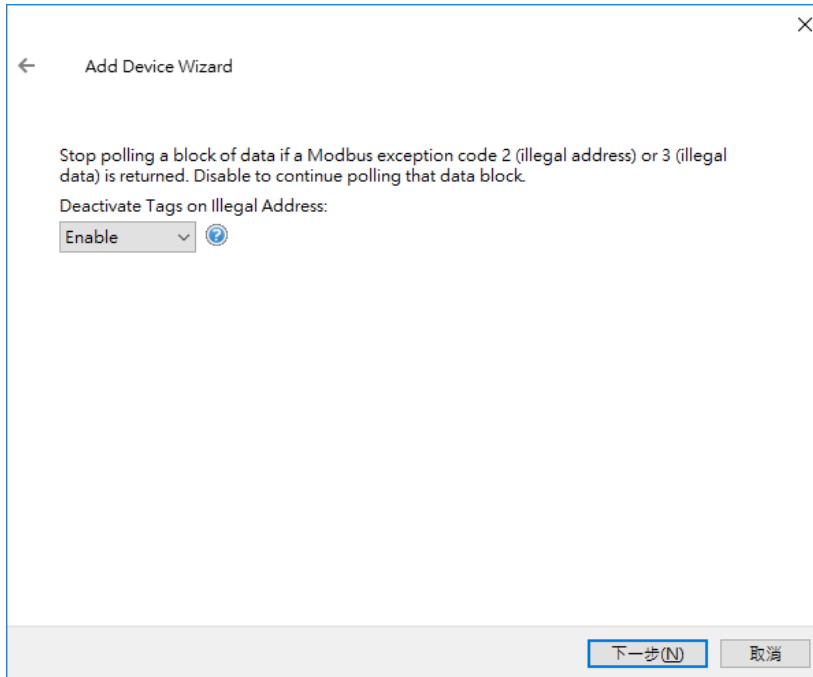 Add Device Wizard
Stop polling a block of data if a Modbus exception code 2 (illegal address) or 3 (illegal
data) is returned. Disable to continue polling that data block.
Deactivate Tags on Illegal Address:
Enable
下一步(N)
取消